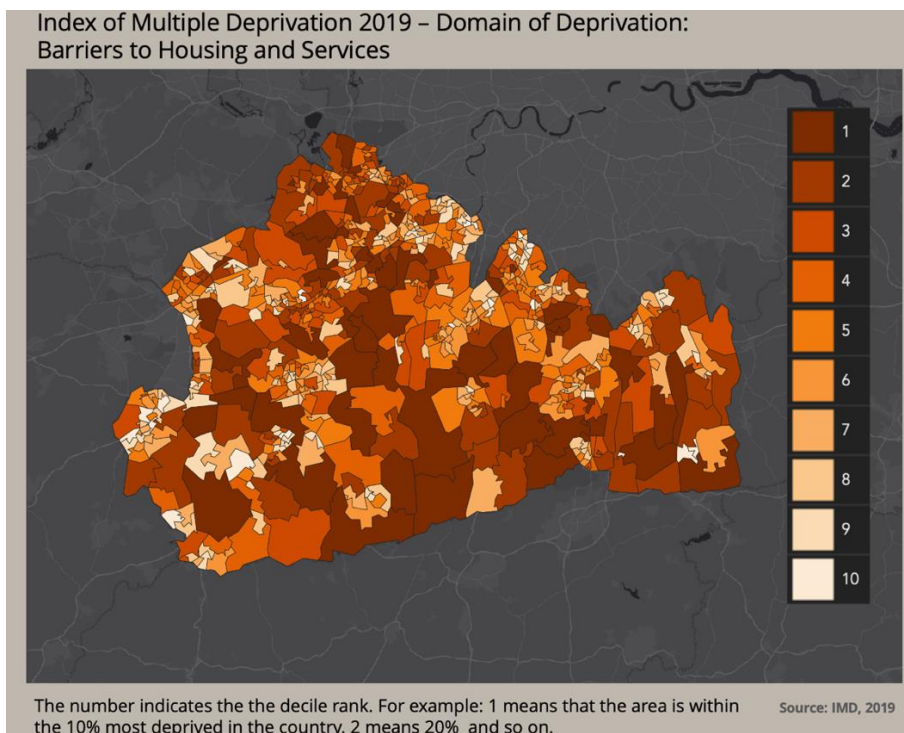 Index of Multiple Deprivation 2019 – Domain of Deprivation:
Barriers to Housing and Services
1
2
3
4
5
6
7
8
9
10
The number indicates the the decile rank. For example: 1 means that the area is within
the 10% most deprived in the country, 2 means 20% and so on.
Source: IMD, 2019